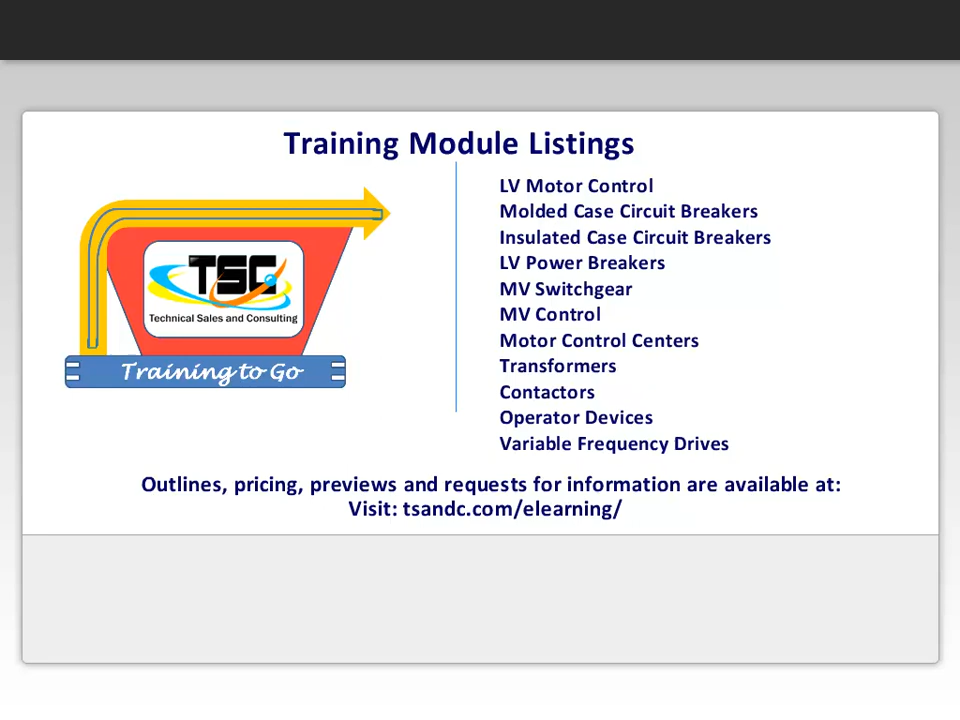 Training Module Listings
TSC
Technical Sales and Consulting
Training to Go
LV Motor Control
Molded Case Circuit Breakers
Insulated Case Circuit Breakers
LV Power Breakers
MV Switchgear
MV Control
Motor Control Centers
Transformers
Contactors
Operator Devices
Variable Frequency Drives
Outlines, pricing, previews and requests for information are available at:
Visit: tsandc.com/elearning/